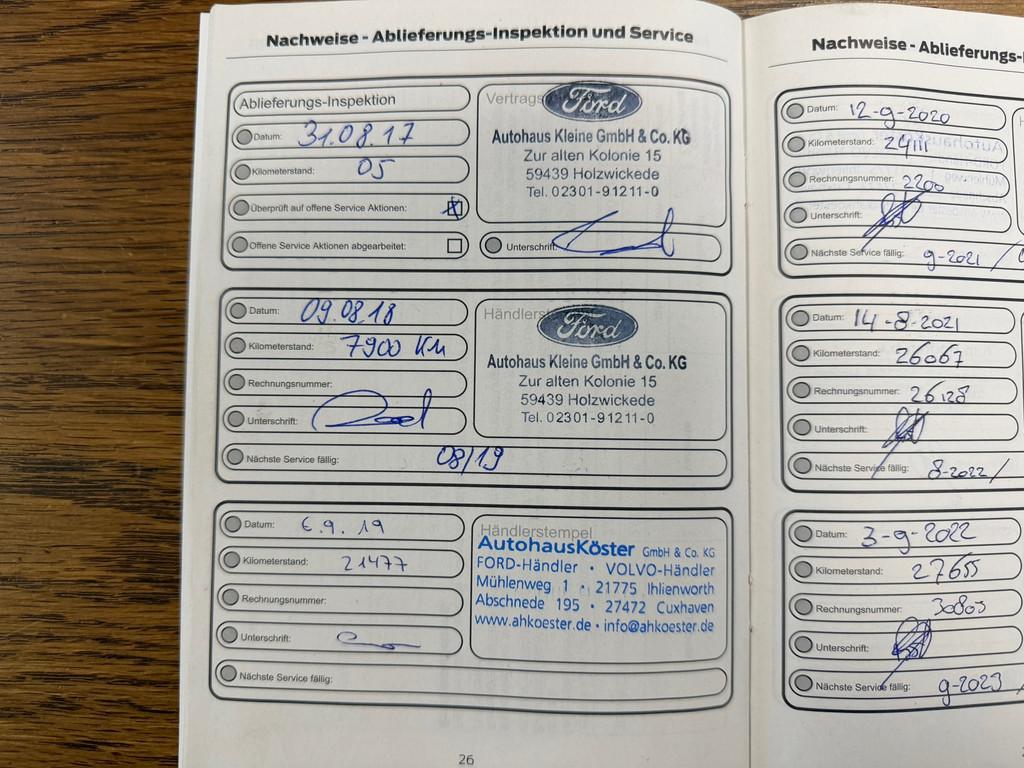 Nachweise - Ablieferungs-Inspektion und Service
Ablieferungs-Inspektion
Datum: 31.08.17
Kilometerstand: 05
Überprüft auf offene Service Aktionen:
Offene Service Aktionen abgearbeitet:
Vertrags
Ford
Autohaus Kleine GmbH & Co. KG
Zur alten Kolonie 15
59439 Holzwickede
Tel. 02301-91211-0
Unterschrift:
Datum: 09.08.18
Kilometerstand: 7900 KM
Rechnungsnummer:
Unterschrift:
Nächste Service fällig: 08/19
Händlerst
Ford
Autohaus Kleine GmbH & Co. KG
Zur alten Kolonie 15
59439 Holzwickede
Tel. 02301-91211-0
Datum: 6.9.19
Kilometerstand: 21477
Rechnungsnummer:
Unterschrift:
Nächste Service fällig:
Händlerstempel
AutohausKöster GmbH & Co. KG
FORD-Händler • VOLVO-Händler
Mühlenweg 1 • 21775 Ihlienworth
Abschnede 195 • 27472 Cuxhaven
www.ahkoester.de • info@ahkoester.de
26
Nachweise - Ablieferungs-I
Datum: 12-9-2020
Kilometerstand:
Rechnungsnummer: 2200
Unterschrift:
Nächste Service fällig: 9-2021 /
Datum: 14-8-2021
Kilometerstand: 26067
Rechnungsnummer: 26128
Unterschrift:
Nächste Service fällig: 8-2022/
Datum: 3-9-2022
Kilometerstand: 27655
Rechnungsnummer: 30803
Unterschrift:
Nächste Service fällig: 9-2023 /